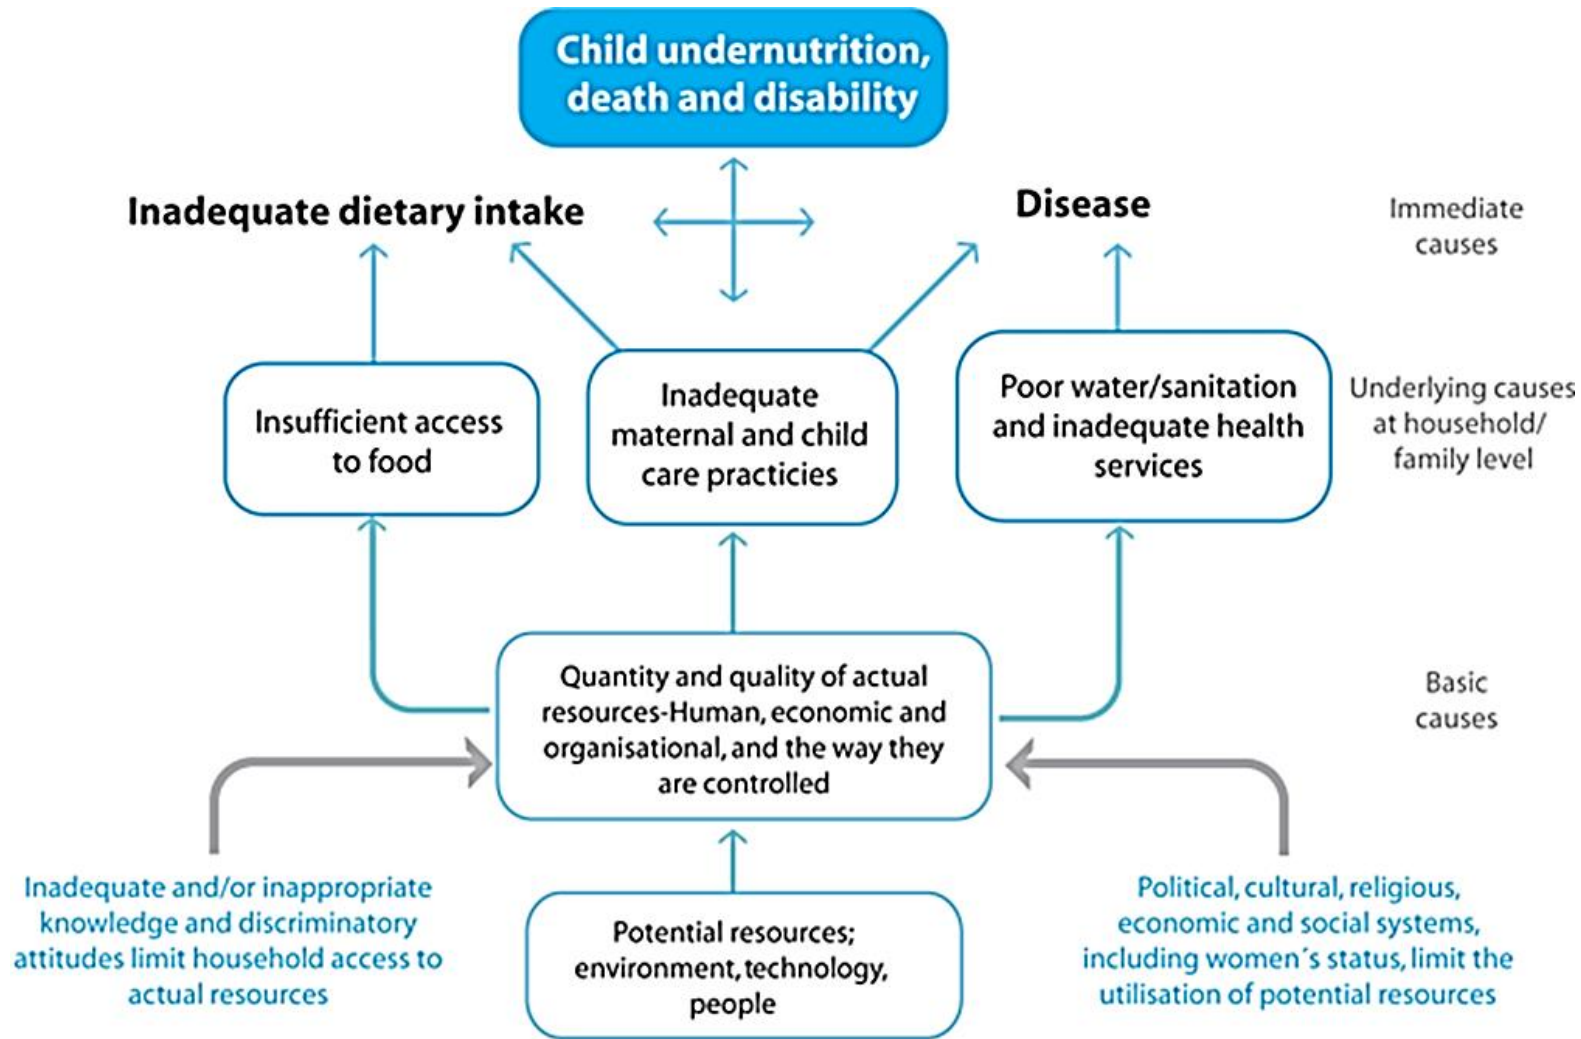 Child undernutrition,
death and disability
Inadequate dietary intake
Disease
Immediate
causes
Insufficient access
to food
Inadequate
maternal and child
care practicies
Poor water/sanitation
and inadequate health
services
Underlying causes
at household/
family level
Quantity and quality of actual
resources-Human, economic and
organisational, and the way they
are controlled
Basic
causes
Inadequate and/or inappropriate
knowledge and discriminatory
attitudes limit household access to
actual resources
Potential resources;
environment, technology,
people
Political, cultural, religious,
economic and social systems,
including women´s status, limit the
utilisation of potential resources